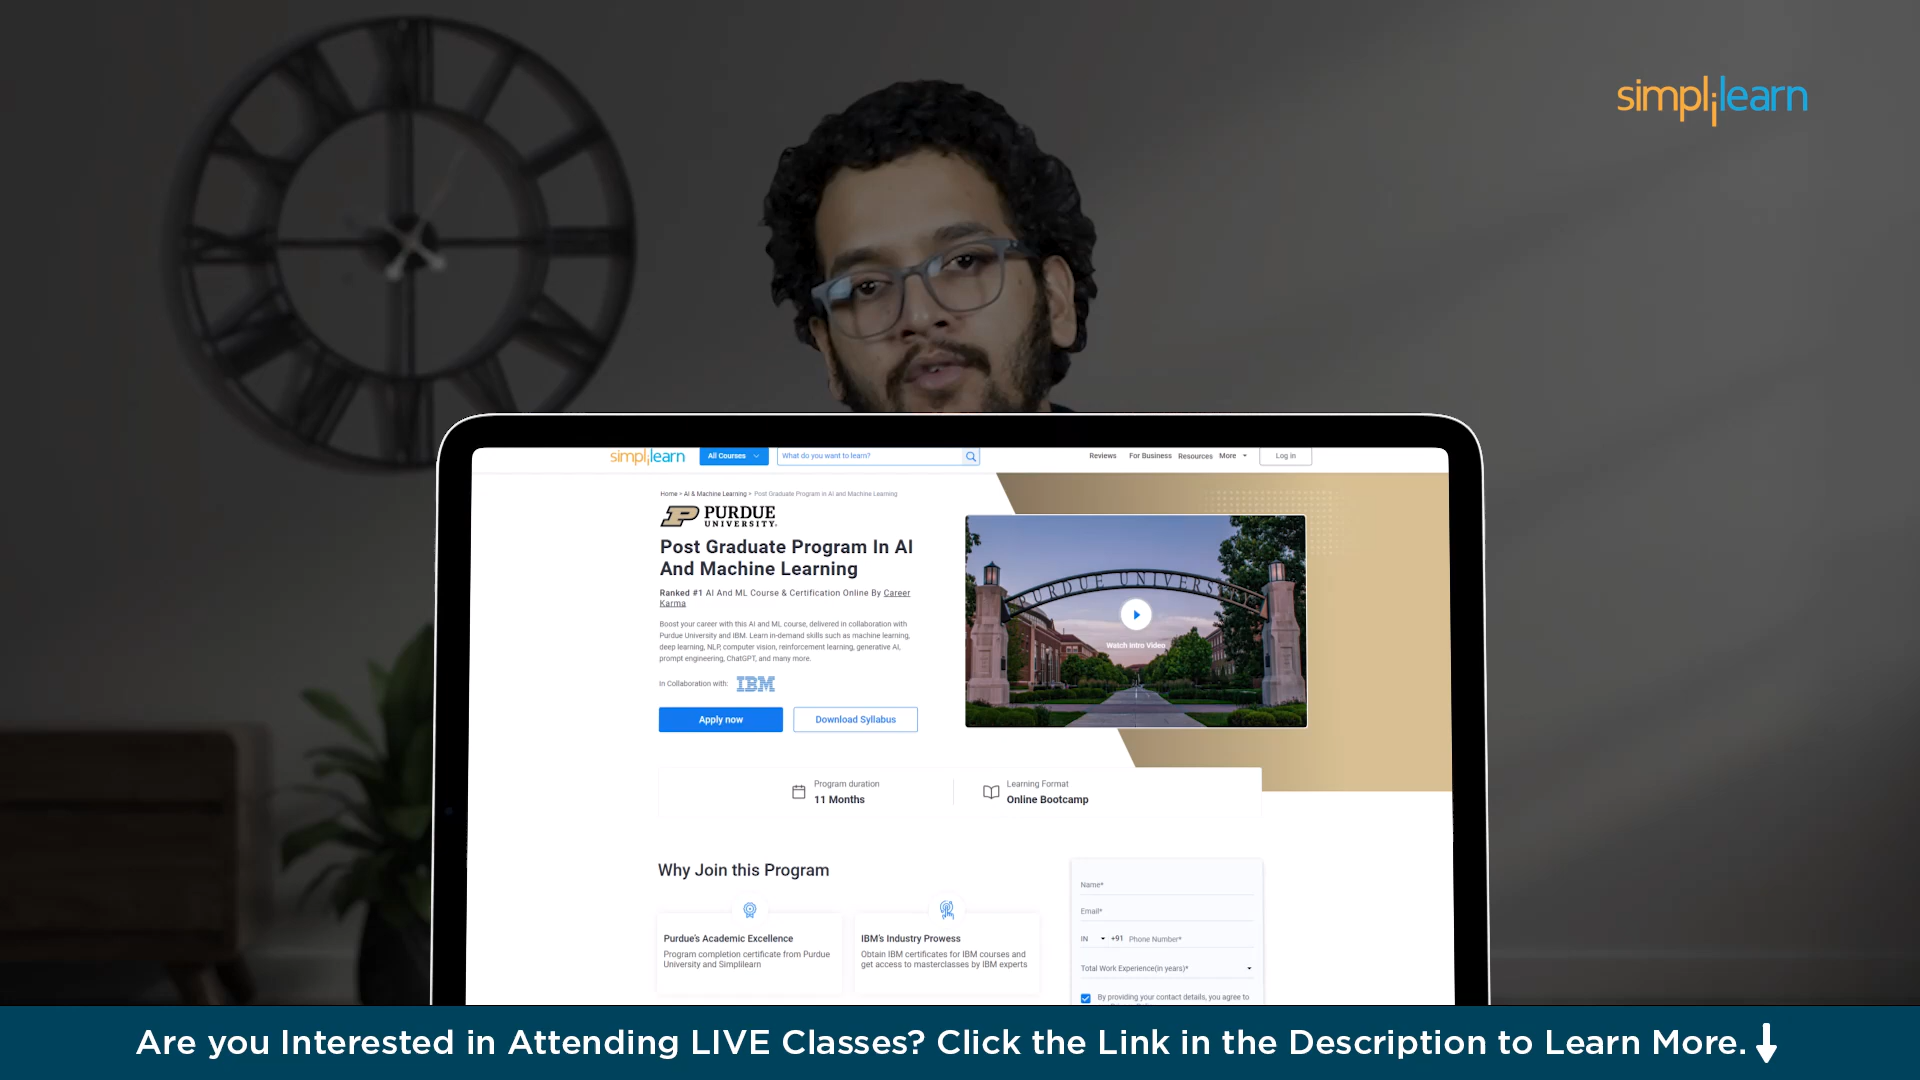 simplilearn
simplilearn
All Courses
What do you want to learn?
Reviews
For Business
Resources
More
Log in
Home » AI & Machine Learning » Post Graduate Program in AI and Machine Learning
PURDUE
UNIVERSITY
Post Graduate Program In AI
And Machine Learning
Ranked #1 AI And ML Course & Certification Online By Career
Karma
Boost your career with this AI and ML course, delivered in collaboration with
Purdue University and IBM. Learn in-demand skills such as machine learning,
deep learning, NLP, computer vision, reinforcement learning, generative AI,
prompt engineering, ChatGPT, and many more.
In Collaboration with: IBM
Apply now
Download Syllabus
PURDUE UNIVERSITY
Watch Intro Video
Program duration
11 Months
Learning Format
Online Bootcamp
Why Join this Program
Purdue's Academic Excellence
Program completion certificate from Purdue
University and Simplilearn
IBM's Industry Prowess
Obtain IBM certificates for IBM courses and
get access to masterclasses by IBM experts
Name*
Email*
IN +91 Phone Number*
Total Work Experience(in years)*
By providing your contact details, you agree to
Are you Interested in Attending LIVE Classes? Click the Link in the Description to Learn More.